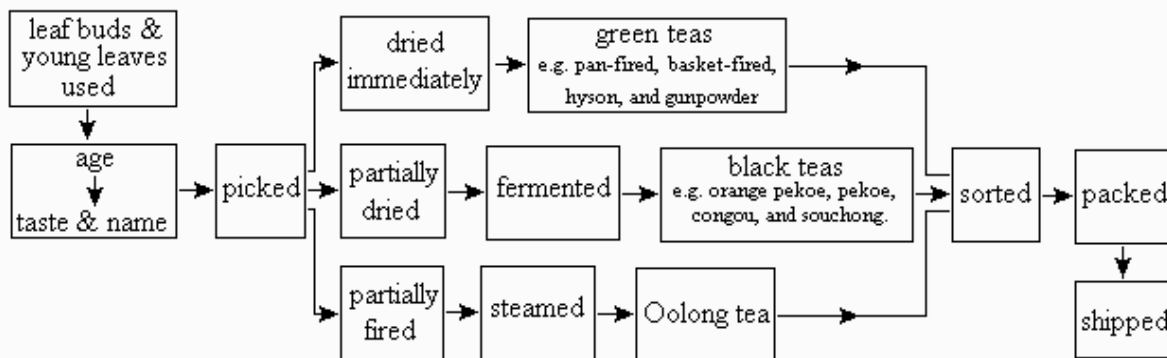 leaf buds &
young leaves
used
age
taste & name
picked
dried
immediately
green teas
e.g. pan-fired, basket-fired,
hyson, and gunpowder
partially
dried
fermented
black teas
e.g. orange pekoe, pekoe,
congou, and souchong.
partially
fired
steamed
Oolong tea
sorted
packed
shipped